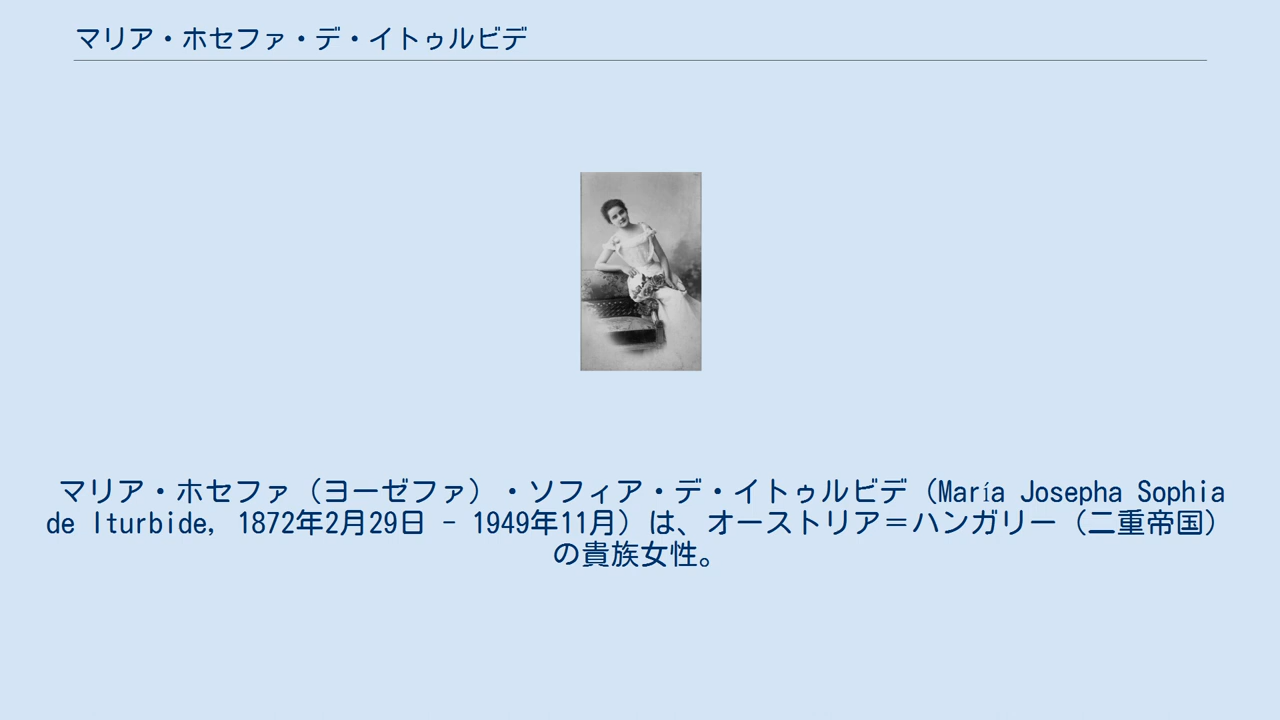 マリア・ホセファ・デ・イトゥルビデ
マリア・ホセファ（ヨーゼファ）・ソフィア・デ・イトゥルビデ（María Josepha Sophia
de Iturbide, 1872年2月29日 - 1949年11月）は、オーストリア＝ハンガリー（二重帝国）
の貴族女性。